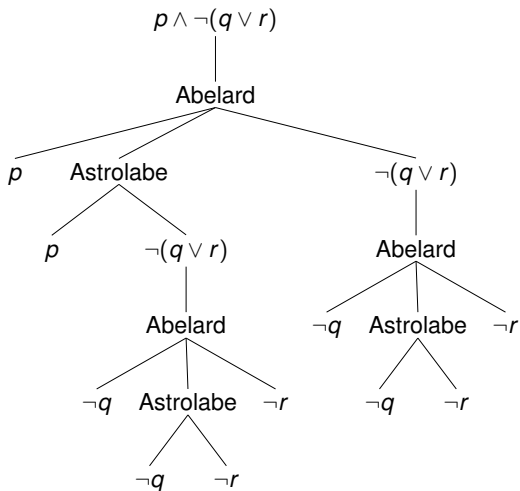 p ∧ ¬(q ∨ r)
Abelard
p Astrolabe ¬(q ∨ r)
p ¬(q ∨ r) Abelard
Abelard ¬q Astrolabe ¬r
¬q Astrolabe ¬r ¬q ¬r
¬q ¬r